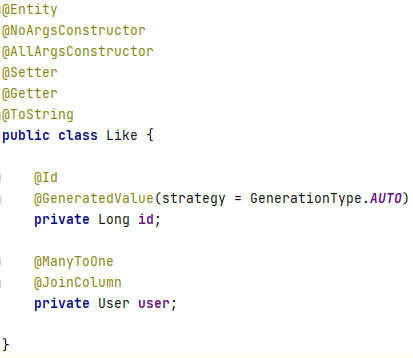 @Entity
@NoArgsConstructor
@AllArgsConstructor
@Setter
@Getter
@ToString
public class Like {
@Id
@GeneratedValue(strategy = GenerationType.AUTO)
private Long id;
@ManyToOne
@JoinColumn
private User user;
}